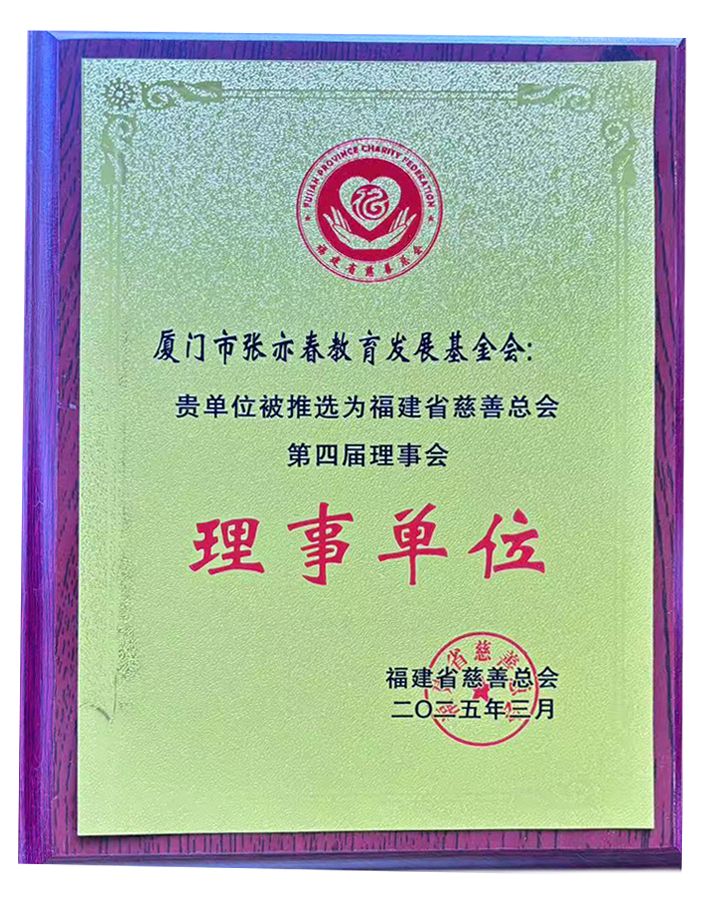 FUJIAN PROVINCE CHARITY FEDERATION
福建省慈善总会
厦门市张亦春教育发展基金会:
贵单位被推选为福建省慈善总会
第四届理事会
理事单位
福建省慈善总会
二〇二五年三月
省慈善